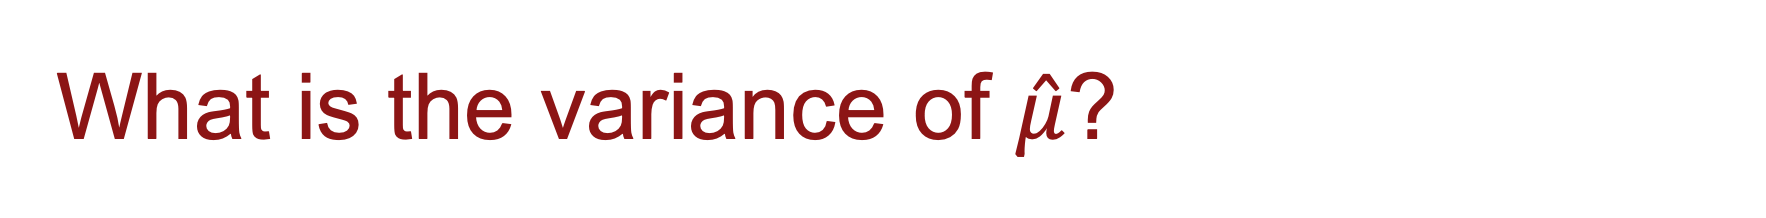 What is the variance of μ̂?